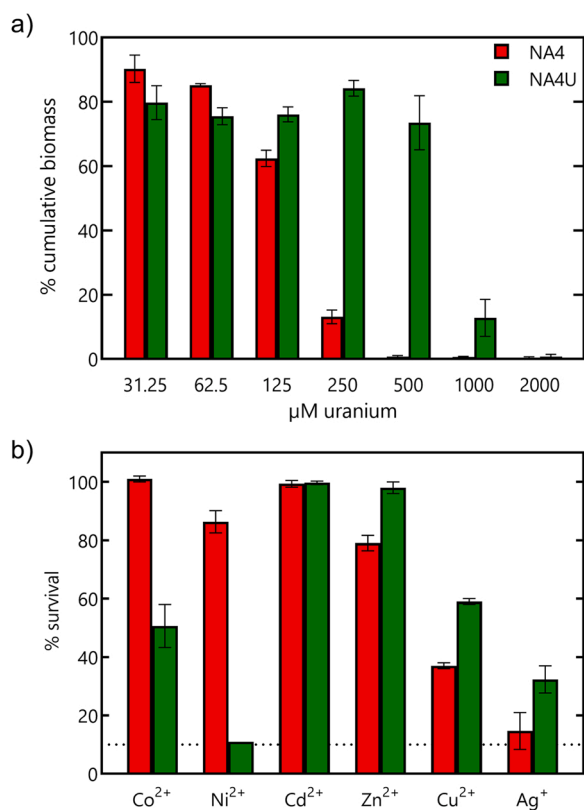 a)
100
80
60
40
20
0
% cumulative biomass
NA4
NA4U
31.25 62.5 125 250 500 1000 2000
µM uranium
b)
100
80
60
40
20
0
% survival
Co²⁺ Ni²⁺ Cd²⁺ Zn²⁺ Cu²⁺ Ag⁺